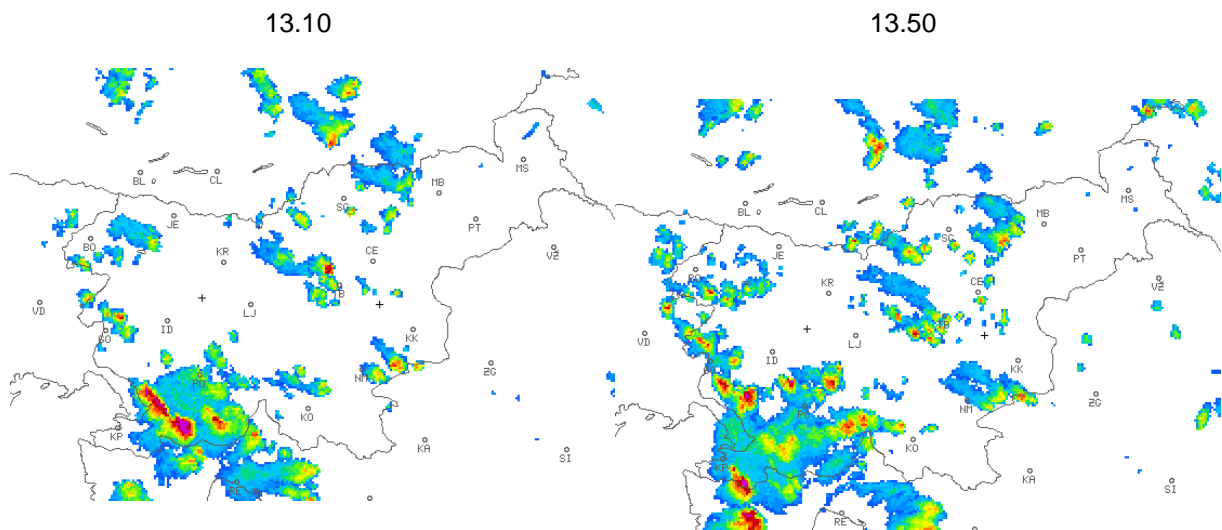 13.10 13.50
BL CL MS MB SG JE BO KR CE PT VŽ TB VD ID LJ GO KK NM ZG PO KO KP KA SI RE
BL CL MS MB SG JE BO KR CE PT VŽ TB VD ID LJ KK NM ZG PO KO KP KA SI RE